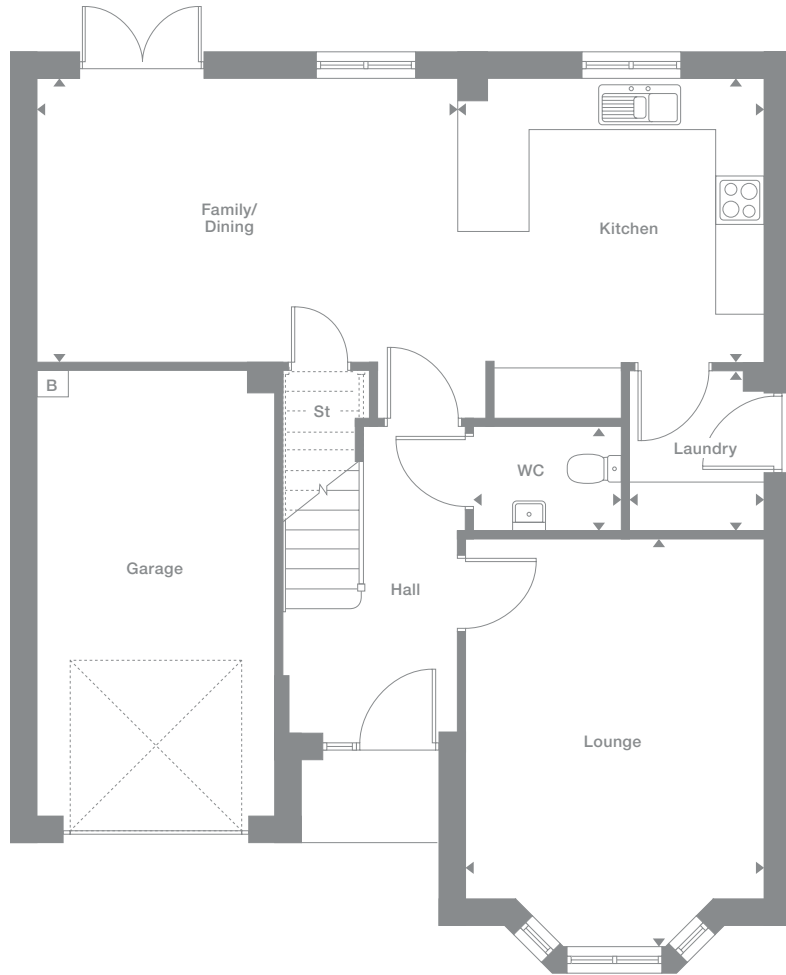 Family/
Dining
Kitchen
B
St
Laundry
WC
Garage
Hall
Lounge